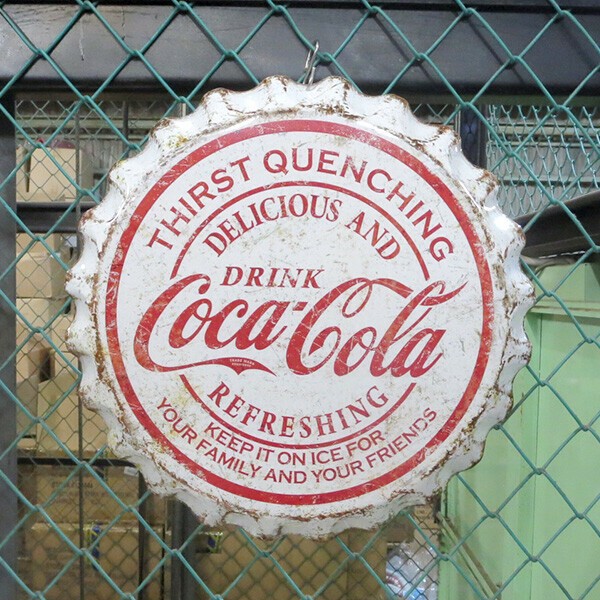 THIRST QUENCHING
DELICIOUS AND
DRINK
Coca-Cola
REFRESHING
KEEP IT ON ICE FOR
YOUR FAMILY AND YOUR FRIENDS